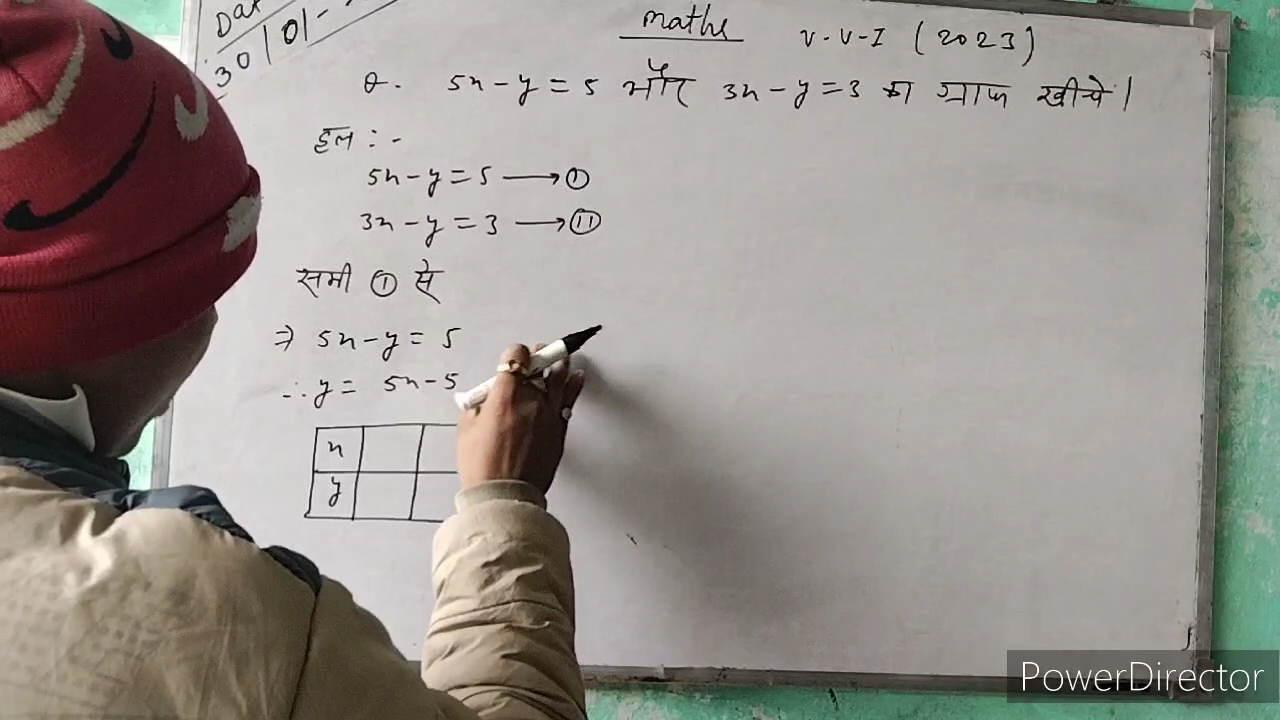 Dat
30/01-
Maths V.V.I (2023)
Q. 5x-y=5 और 3x-y=3 का ग्राफ खीचे।
हल :-
5x-y=5 → ①
3x-y=3 → ⑪
समी ① से
⇒ 5x-y= 5
∴ y= 5x-5
x
y
PowerDirector